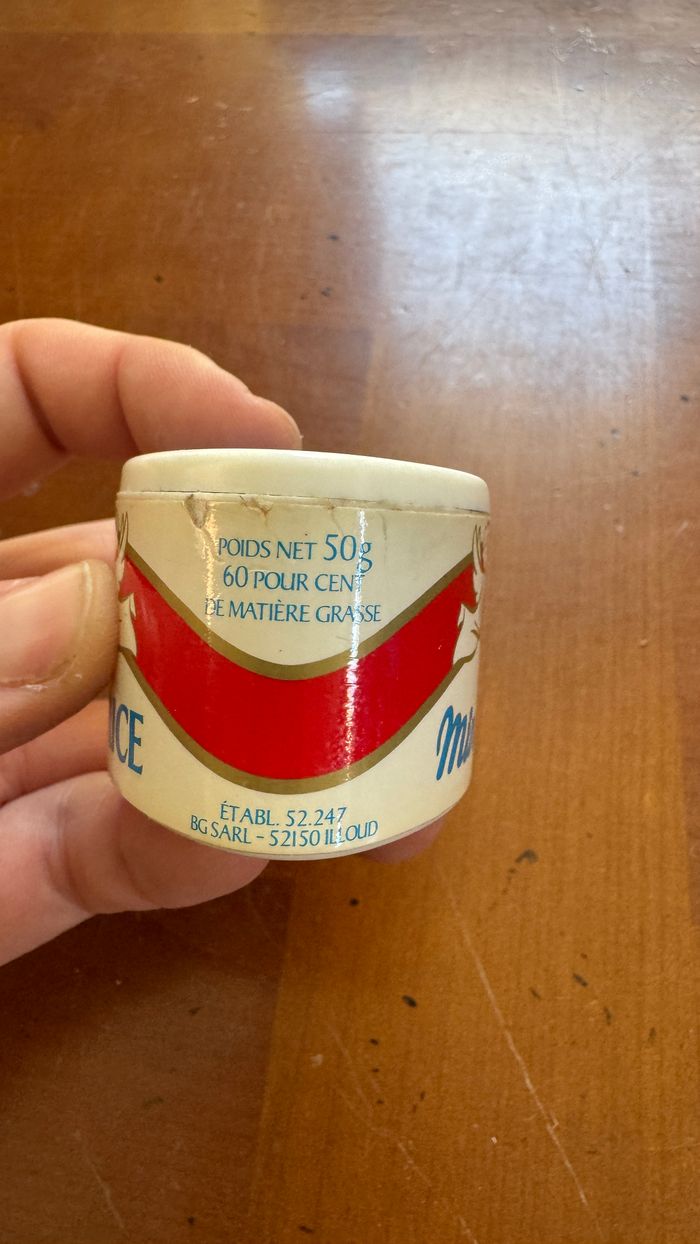 POIDS NET 50g
60 POUR CENT
DE MATIÈRE GRASSE
ÉTABL. 52.247
BG SARL - 52150 ILLOUD